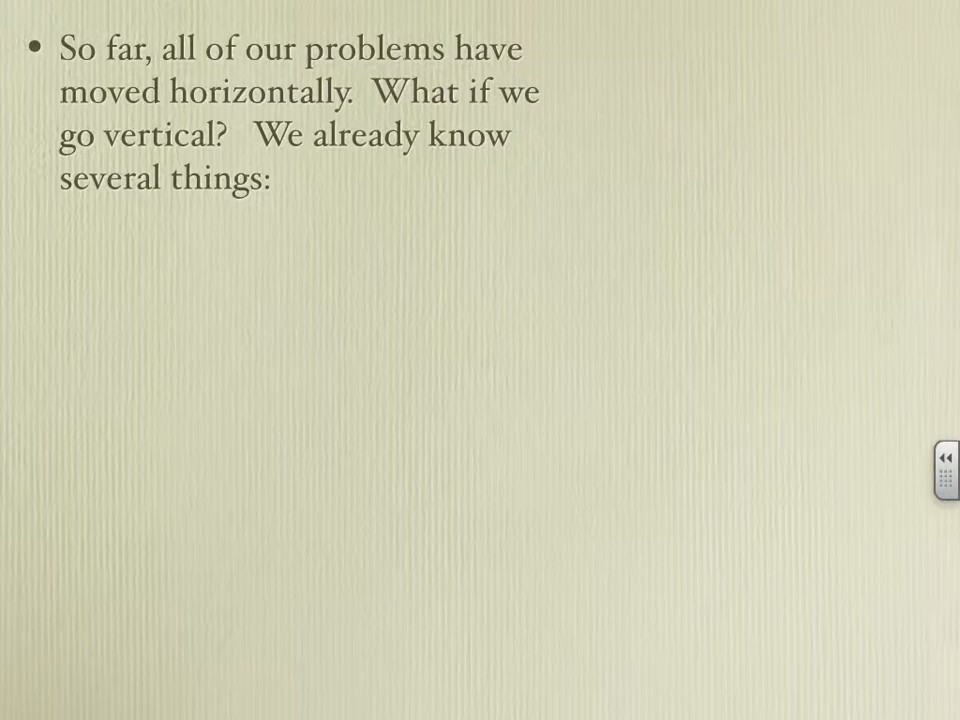 • So far, all of our problems have
moved horizontally.  What if we
go vertical?   We already know
several things: